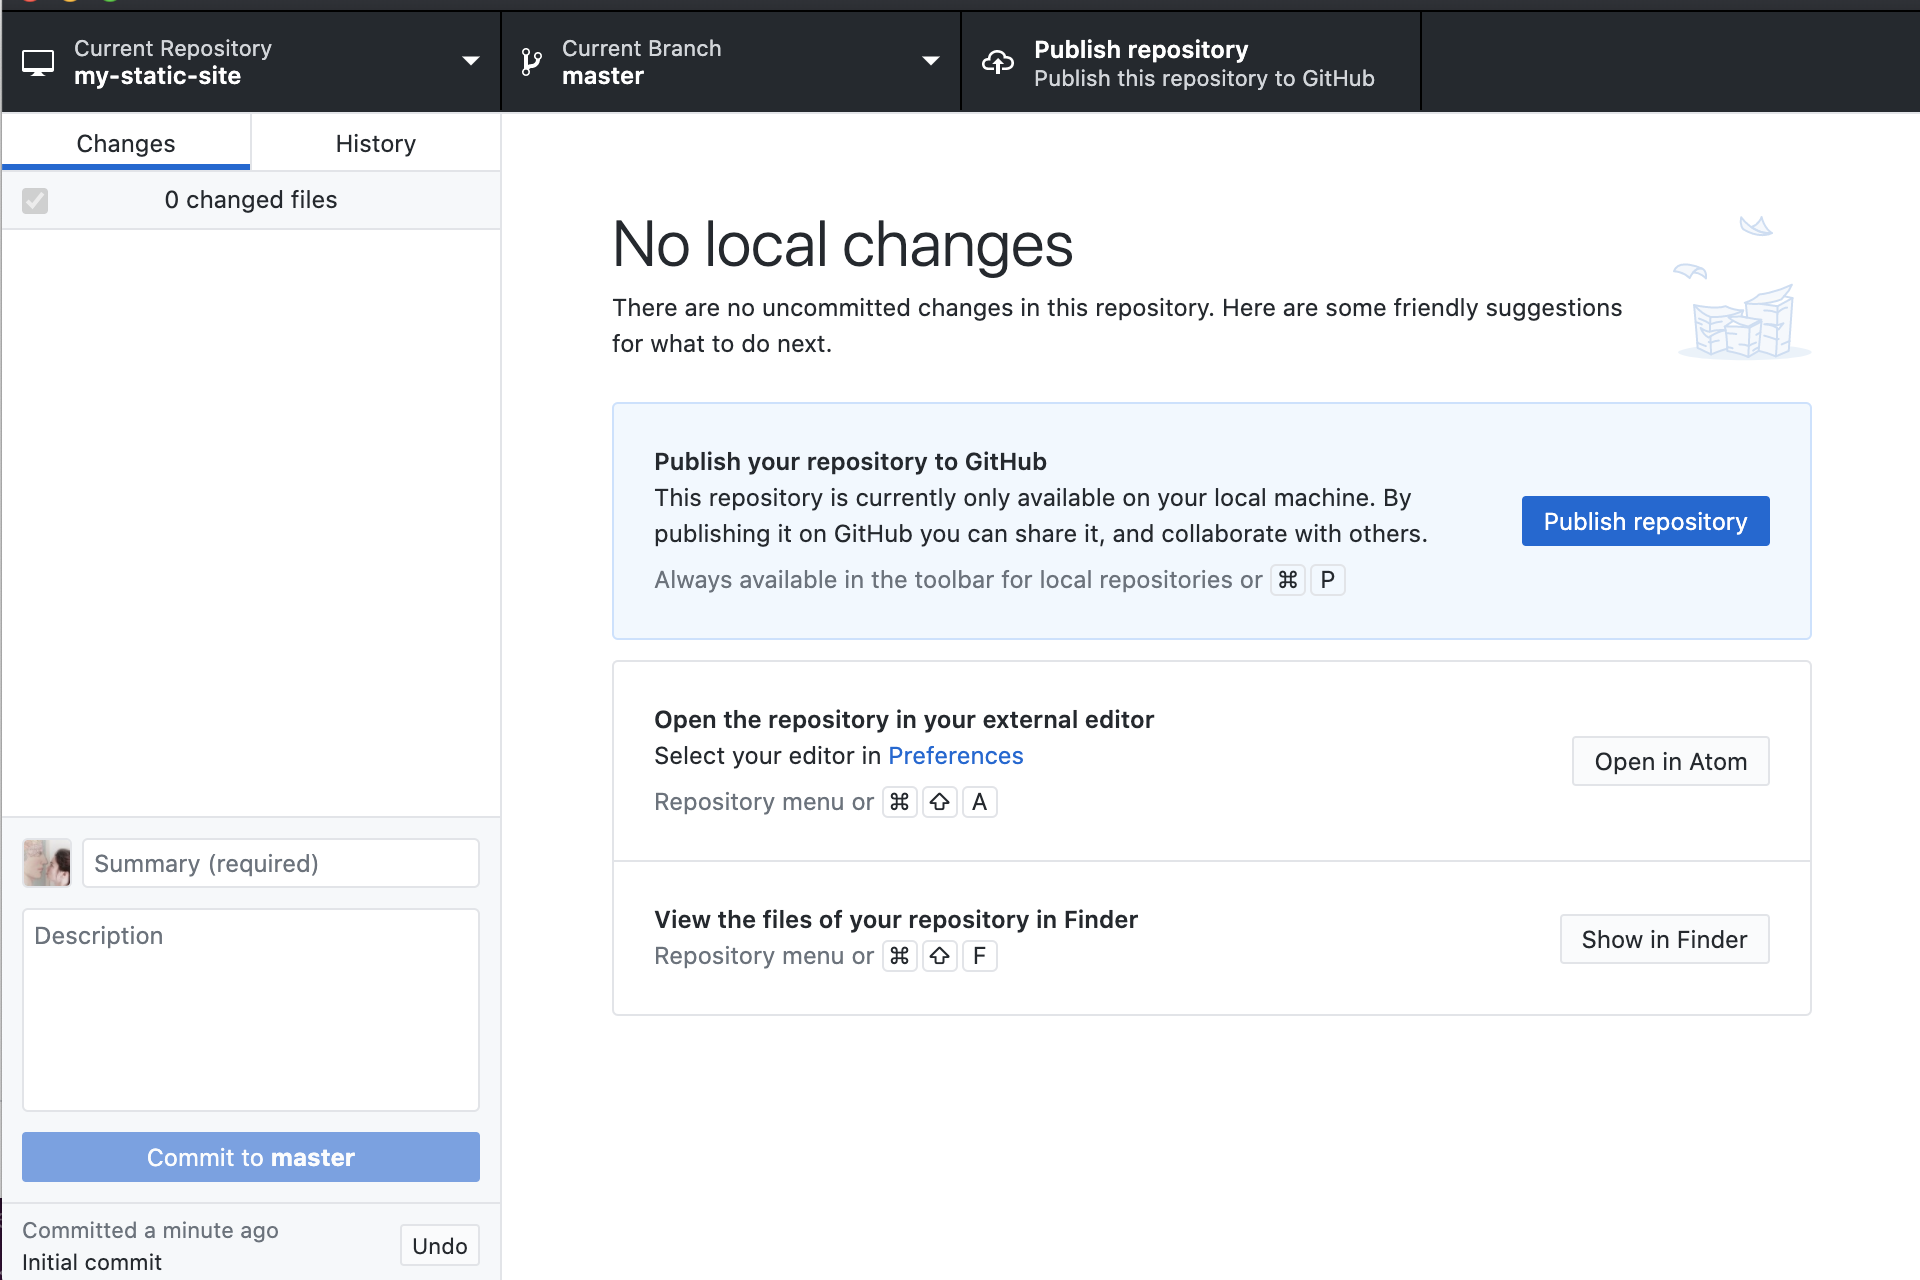 Current Repository
my-static-site
Current Branch
master
Publish repository
Publish this repository to GitHub
Changes
History
0 changed files
No local changes
There are no uncommitted changes in this repository. Here are some friendly suggestions
for what to do next.
Publish your repository to GitHub
This repository is currently only available on your local machine. By
publishing it on GitHub you can share it, and collaborate with others.
Always available in the toolbar for local repositories or ⌘ P
Publish repository
Open the repository in your external editor
Select your editor in Preferences
Repository menu or ⌘ ⇧ A
Open in Atom
View the files of your repository in Finder
Repository menu or ⌘ ⇧ F
Show in Finder
Summary (required)
Description
Commit to master
Committed a minute ago
Initial commit
Undo